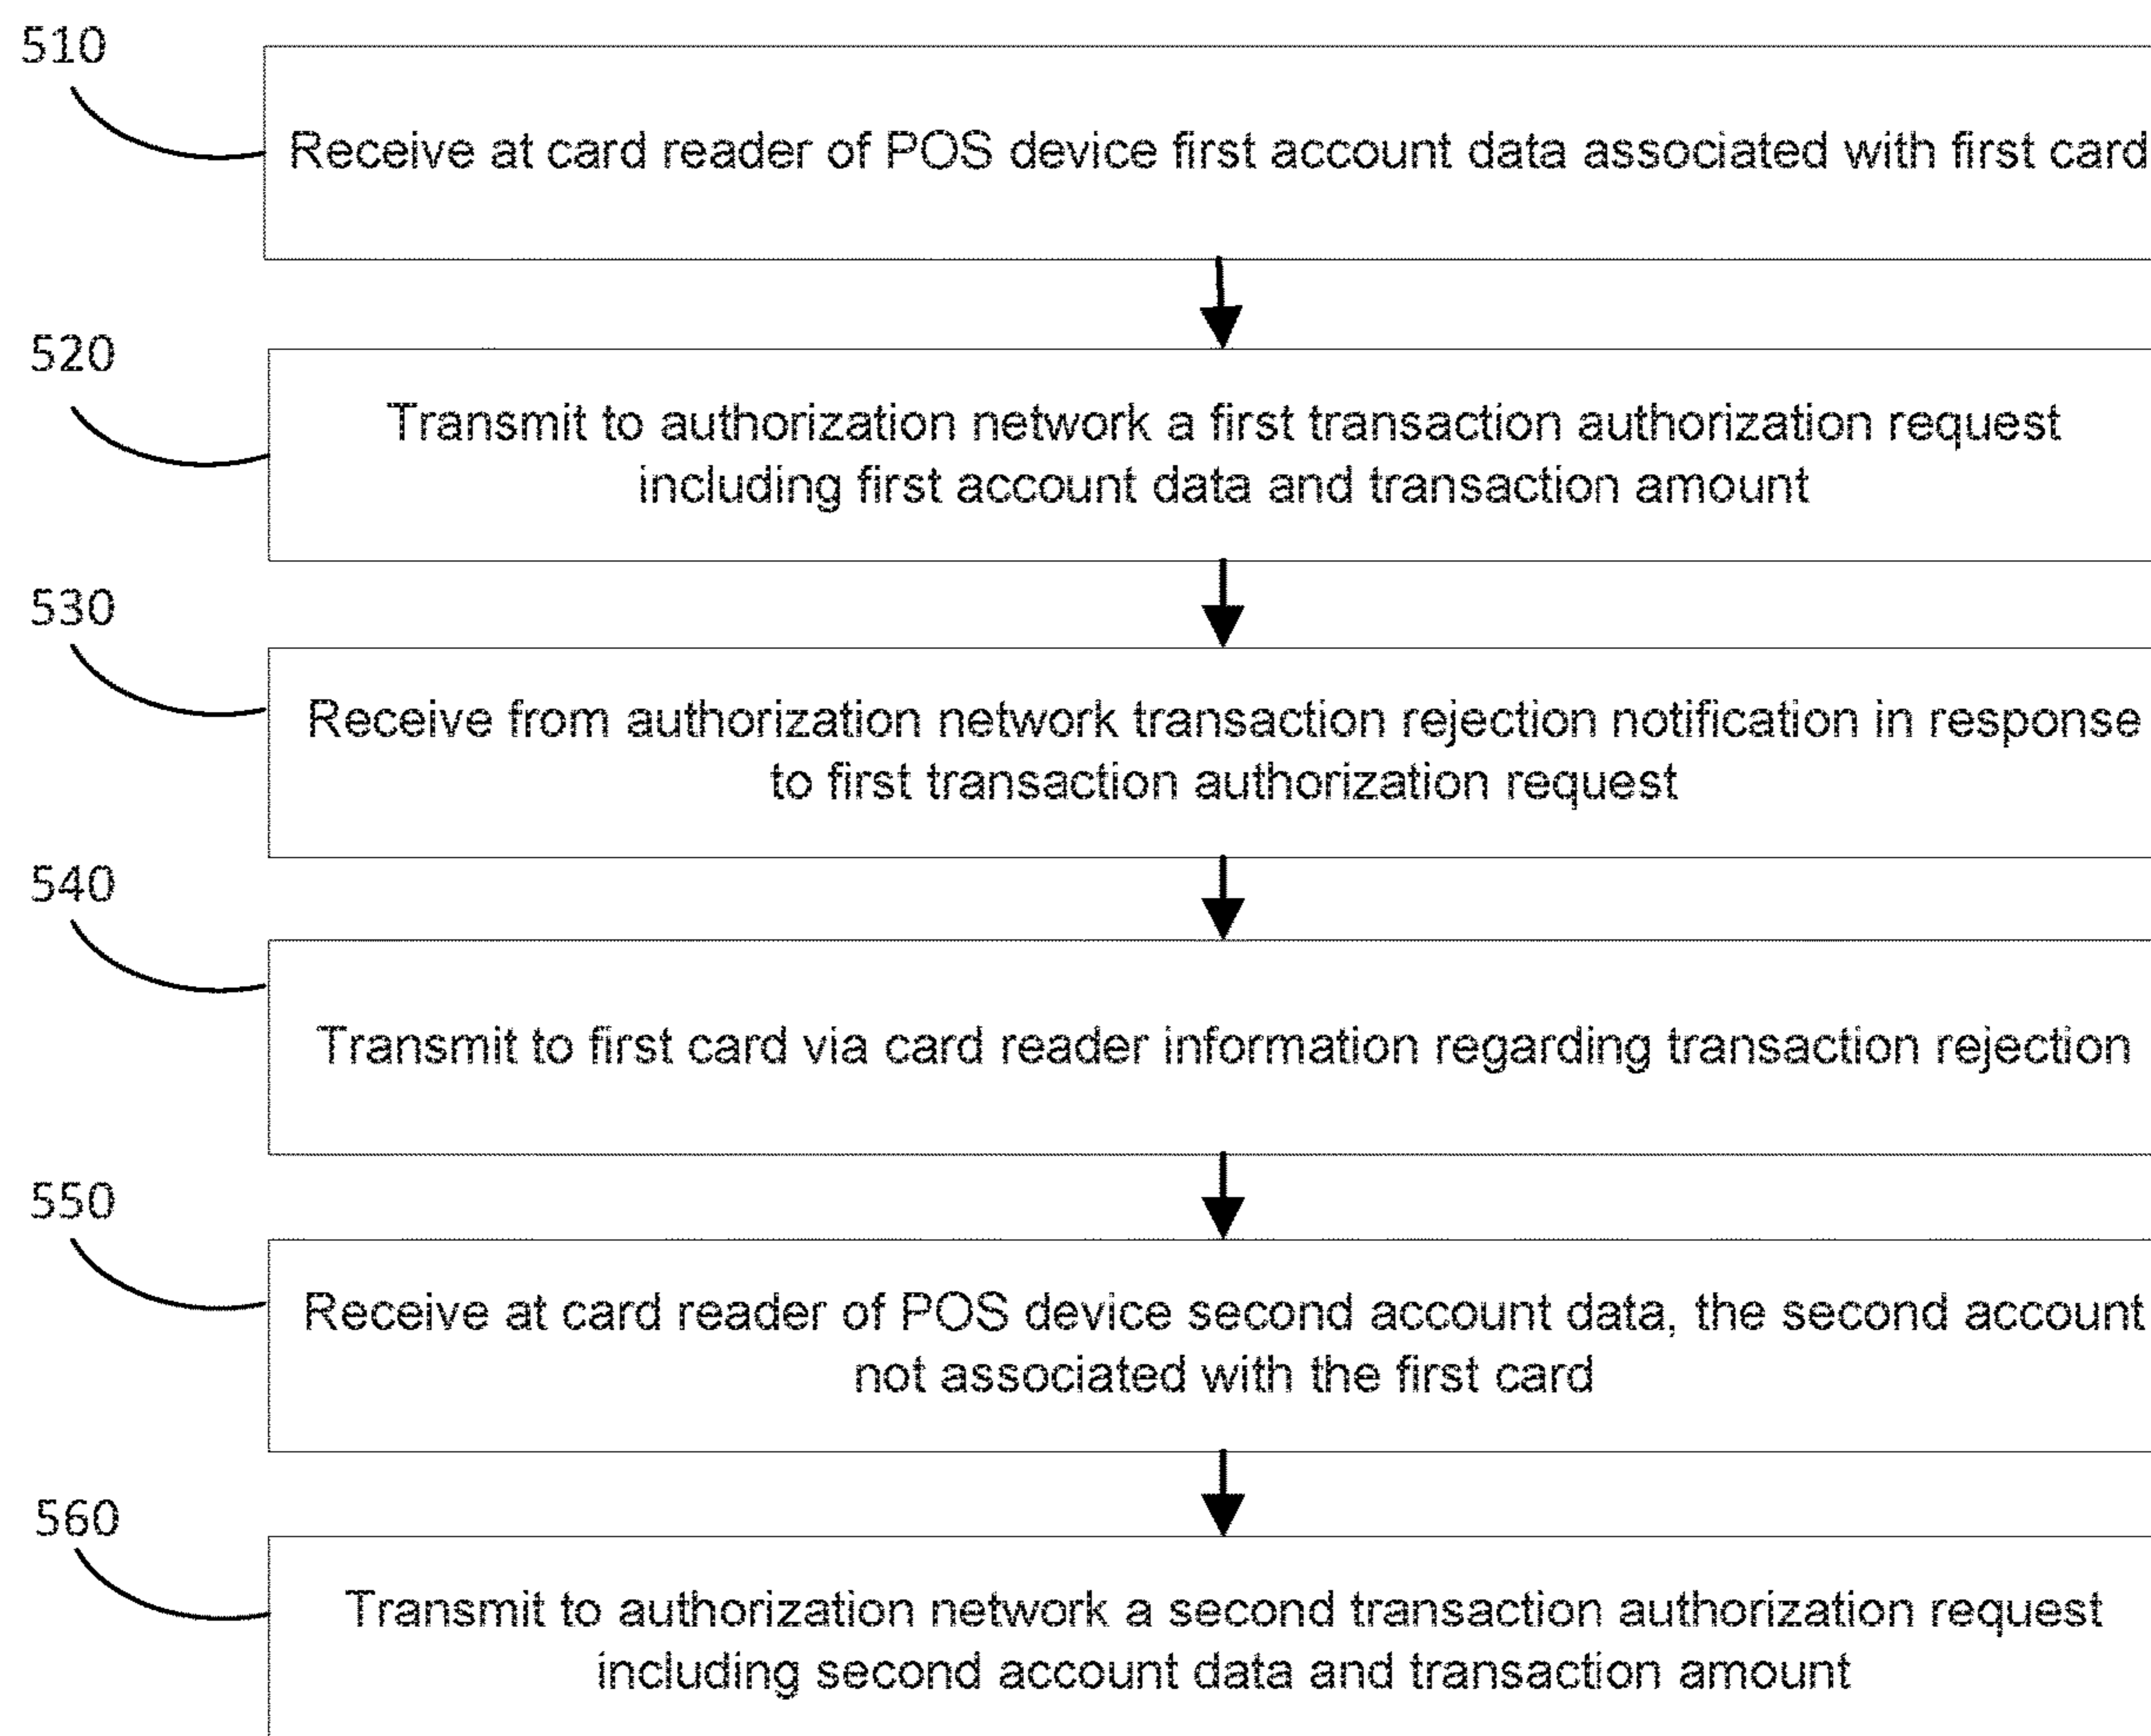 510
Receive at card reader of POS device first account data associated with first card
520
Transmit to authorization network a first transaction authorization request
including first account data and transaction amount
530
Receive from authorization network transaction rejection notification in response
to first transaction authorization request
540
Transmit to first card via card reader information regarding transaction rejection
550
Receive at card reader of POS device second account data, the second account
not associated with the first card
560
Transmit to authorization network a second transaction authorization request
including second account data and transaction amount